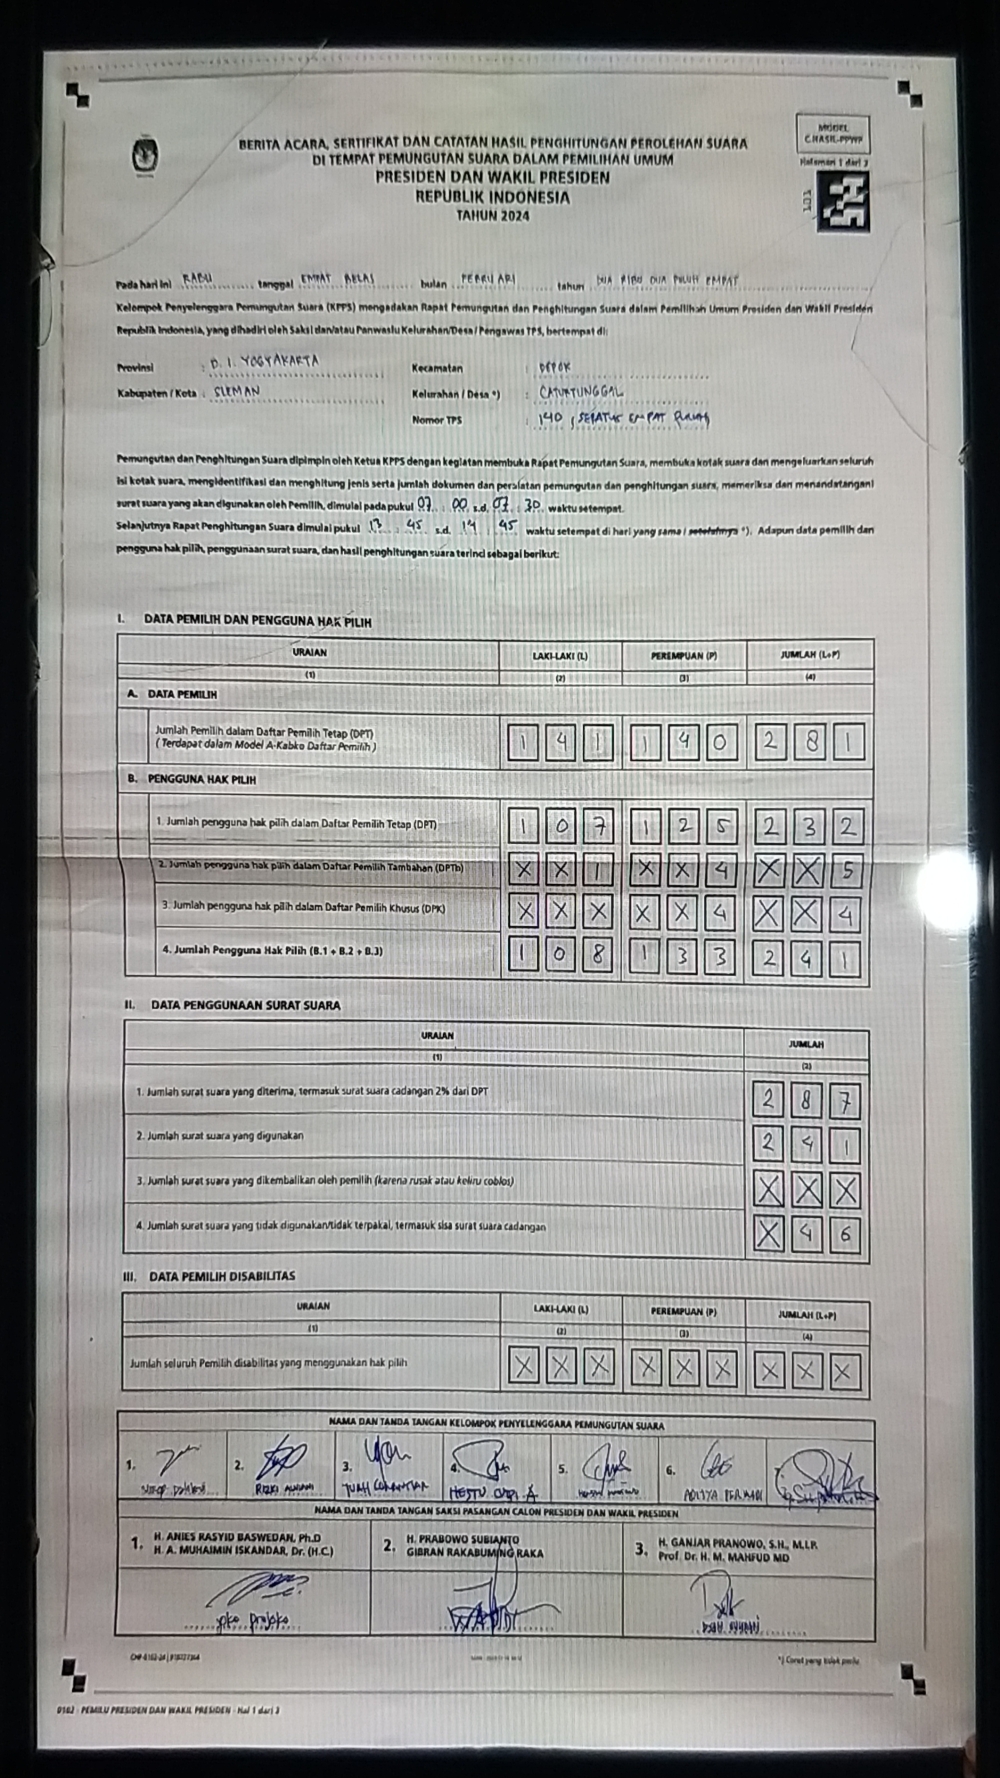 BERITA ACARA, SERTIFIKAT DAN CATATAN HASIL PENGHITUNGAN PEROLEHAN SUARA
DI TEMPAT PEMUNGUTAN SUARA DALAM PEMILIHAN UMUM
PRESIDEN DAN WAKIL PRESIDEN
REPUBLIK INDONESIA
TAHUN 2024
MODEL
C.HASIL-PPWP
Halaman 1 dari 3
101
Pada hari ini RABU tanggal EMPAT BELAS bulan FEBRUARI tahun DUA RIBU DUA PULUH EMPAT
Kelompok Penyelenggara Pemungutan Suara (KPPS) mengadakan Rapat Pemungutan dan Penghitungan Suara dalam Pemilihan Umum Presiden dan Wakil Presiden
Republik Indonesia, yang dihadiri oleh Saksi dan/atau Panwaslu Kelurahan/Desa/Pengawas TPS, bertempat di:
Provinsi : D. I. YOGYAKARTA
Kecamatan : DEPOK
Kabupaten / Kota : SLEMAN
Kelurahan / Desa *) : CATURTUNGGAL
Nomor TPS : 140 (SERATUS EMPAT PULUH)
Pemungutan dan Penghitungan Suara dipimpin oleh Ketua KPPS dengan kegiatan membuka Rapat Pemungutan Suara, membuka kotak suara dan mengeluarkan seluruh
isi kotak suara, mengidentifikasi dan menghitung jenis serta jumlah dokumen dan peralatan pemungutan dan penghitungan suara, memeriksa dan menandatangani
surat suara yang akan digunakan oleh Pemilih, dimulai pada pukul 07 : 00 s.d. 07 : 30 waktu setempat.
Selanjutnya Rapat Penghitungan Suara dimulai pukul 13 : 45 s.d. 14 : 45 waktu setempat di hari yang sama / setelahnya *). Adapun data pemilih dan
pengguna hak pilih, penggunaan surat suara, dan hasil penghitungan suara terinci sebagai berikut:
I. DATA PEMILIH DAN PENGGUNA HAK PILIH
URAIAN LAKI-LAKI (L) PEREMPUAN (P) JUMLAH (L+P)
(1) (2) (3) (4)
A. DATA PEMILIH
Jumlah Pemilih dalam Daftar Pemilih Tetap (DPT)
(Terdapat dalam Model A-Kabko Daftar Pemilih) 1 4 1 1 4 0 2 8 1
B. PENGGUNA HAK PILIH
1. Jumlah pengguna hak pilih dalam Daftar Pemilih Tetap (DPT) 1 0 7 1 2 5 2 3 2
2. Jumlah pengguna hak pilih dalam Daftar Pemilih Tambahan (DPTb) X X 1 X X 4 X X 5
3. Jumlah pengguna hak pilih dalam Daftar Pemilih Khusus (DPK) X X X X X 4 X X 4
4. Jumlah Pengguna Hak Pilih (B.1 + B.2 + B.3) 1 0 8 1 3 3 2 4 1
II. DATA PENGGUNAAN SURAT SUARA
URAIAN JUMLAH
(1) (2)
1. Jumlah surat suara yang diterima, termasuk surat suara cadangan 2% dari DPT 2 8 7
2. Jumlah surat suara yang digunakan 2 4 1
3. Jumlah surat suara yang dikembalikan oleh pemilih (karena rusak atau keliru coblos) X X X
4. Jumlah surat suara yang tidak digunakan/tidak terpakai, termasuk sisa surat suara cadangan X 4 6
III. DATA PEMILIH DISABILITAS
URAIAN LAKI-LAKI (L) PEREMPUAN (P) JUMLAH (L+P)
(1) (2) (3) (4)
Jumlah seluruh Pemilih disabilitas yang menggunakan hak pilih X X X X X X X X X
NAMA DAN TANDA TANGAN KELOMPOK PENYELENGGARA PEMUNGUTAN SUARA
1. 2. 3. 4. 5. 6. 7.
RIZKI HESTU A ADITYA
NAMA DAN TANDA TANGAN SAKSI PASANGAN CALON PRESIDEN DAN WAKIL PRESIDEN
1. H. ANIES RASYID BASWEDAN, Ph.D
H. A. MUHAIMIN ISKANDAR, Dr. (H.C.)
2. H. PRABOWO SUBIANTO
GIBRAN RAKABUMING RAKA
3. H. GANJAR PRANOWO, S.H., M.I.P.
Prof. Dr. H. M. MAHFUD MD
*) Coret yang tidak perlu
0162 - PEMILU PRESIDEN DAN WAKIL PRESIDEN - Hal 1 dari 3